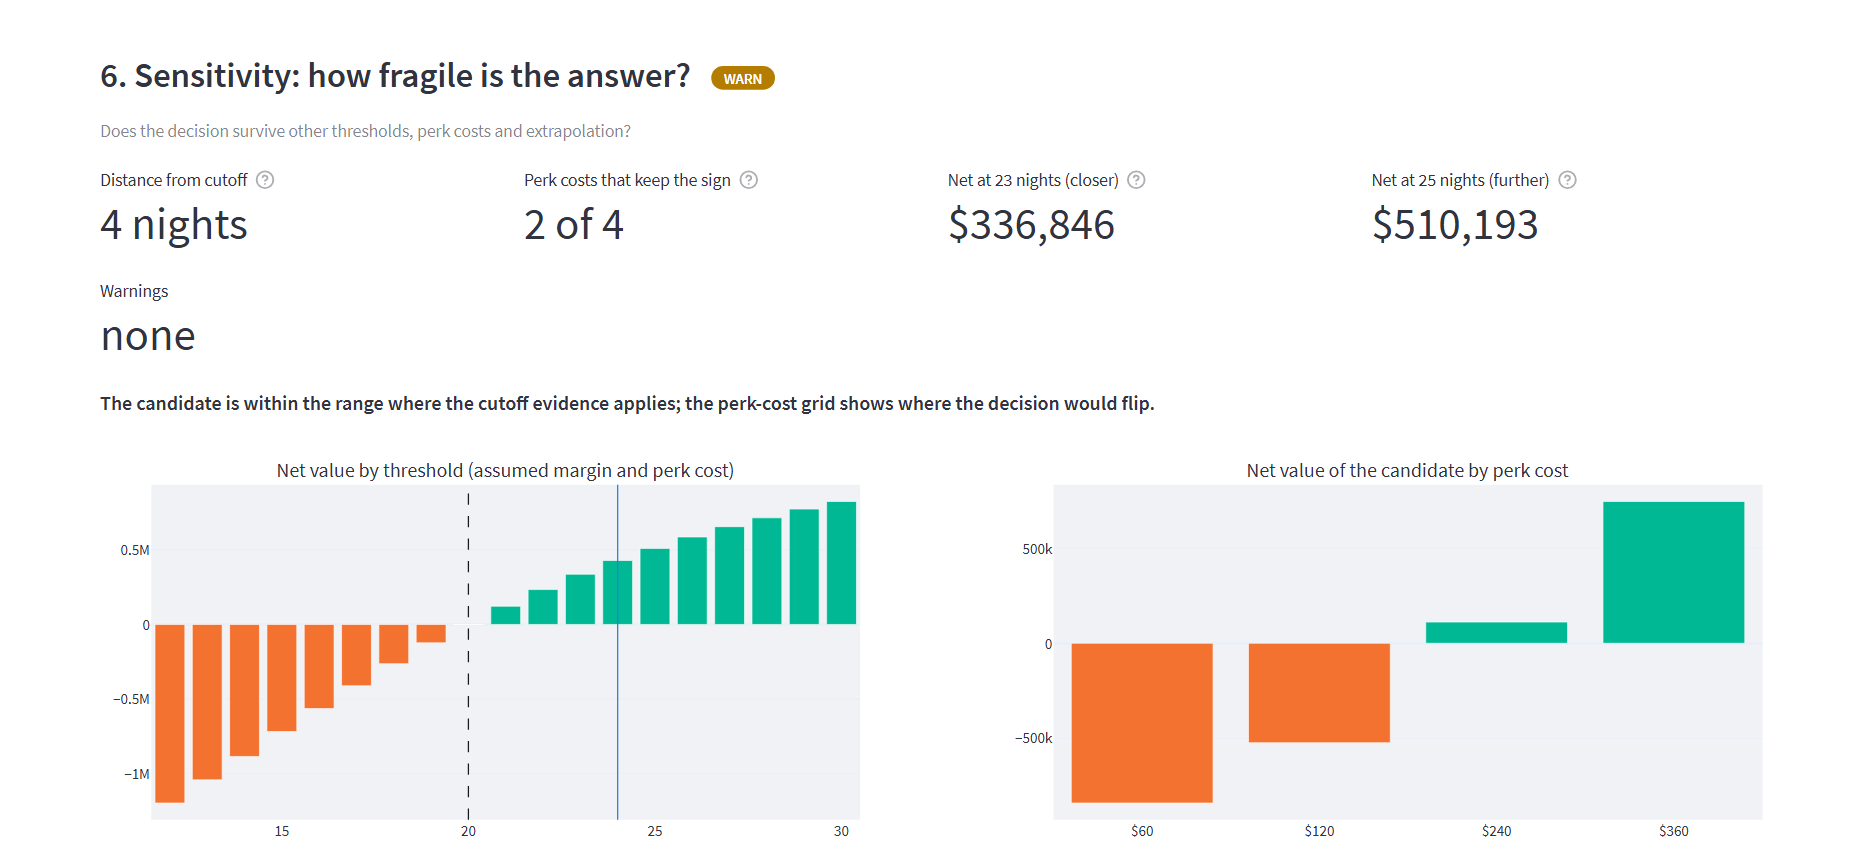 6. Sensitivity: how fragile is the answer? WARN
Does the decision survive other thresholds, perk costs and extrapolation?
Distance from cutoff ?
4 nights
Perk costs that keep the sign ?
2 of 4
Net at 23 nights (closer) ?
$336,846
Net at 25 nights (further) ?
$510,193
Warnings
none
The candidate is within the range where the cutoff evidence applies; the perk-cost grid shows where the decision would flip.
Net value by threshold (assumed margin and perk cost)
0.5M
0
−0.5M
−1M
15 20 25 30
Net value of the candidate by perk cost
500k
0
−500k
$60 $120 $240 $360